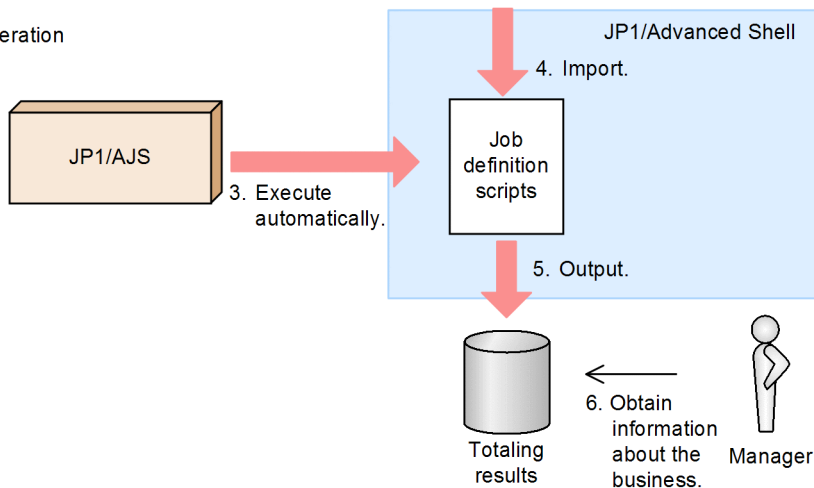 JP1/Advanced Shell
eration
4. Import.
JP1/AJS
Job
definition
scripts
3. Execute
automatically.
5. Output.
6. Obtain
information
about the
business.
Totaling
results
Manager